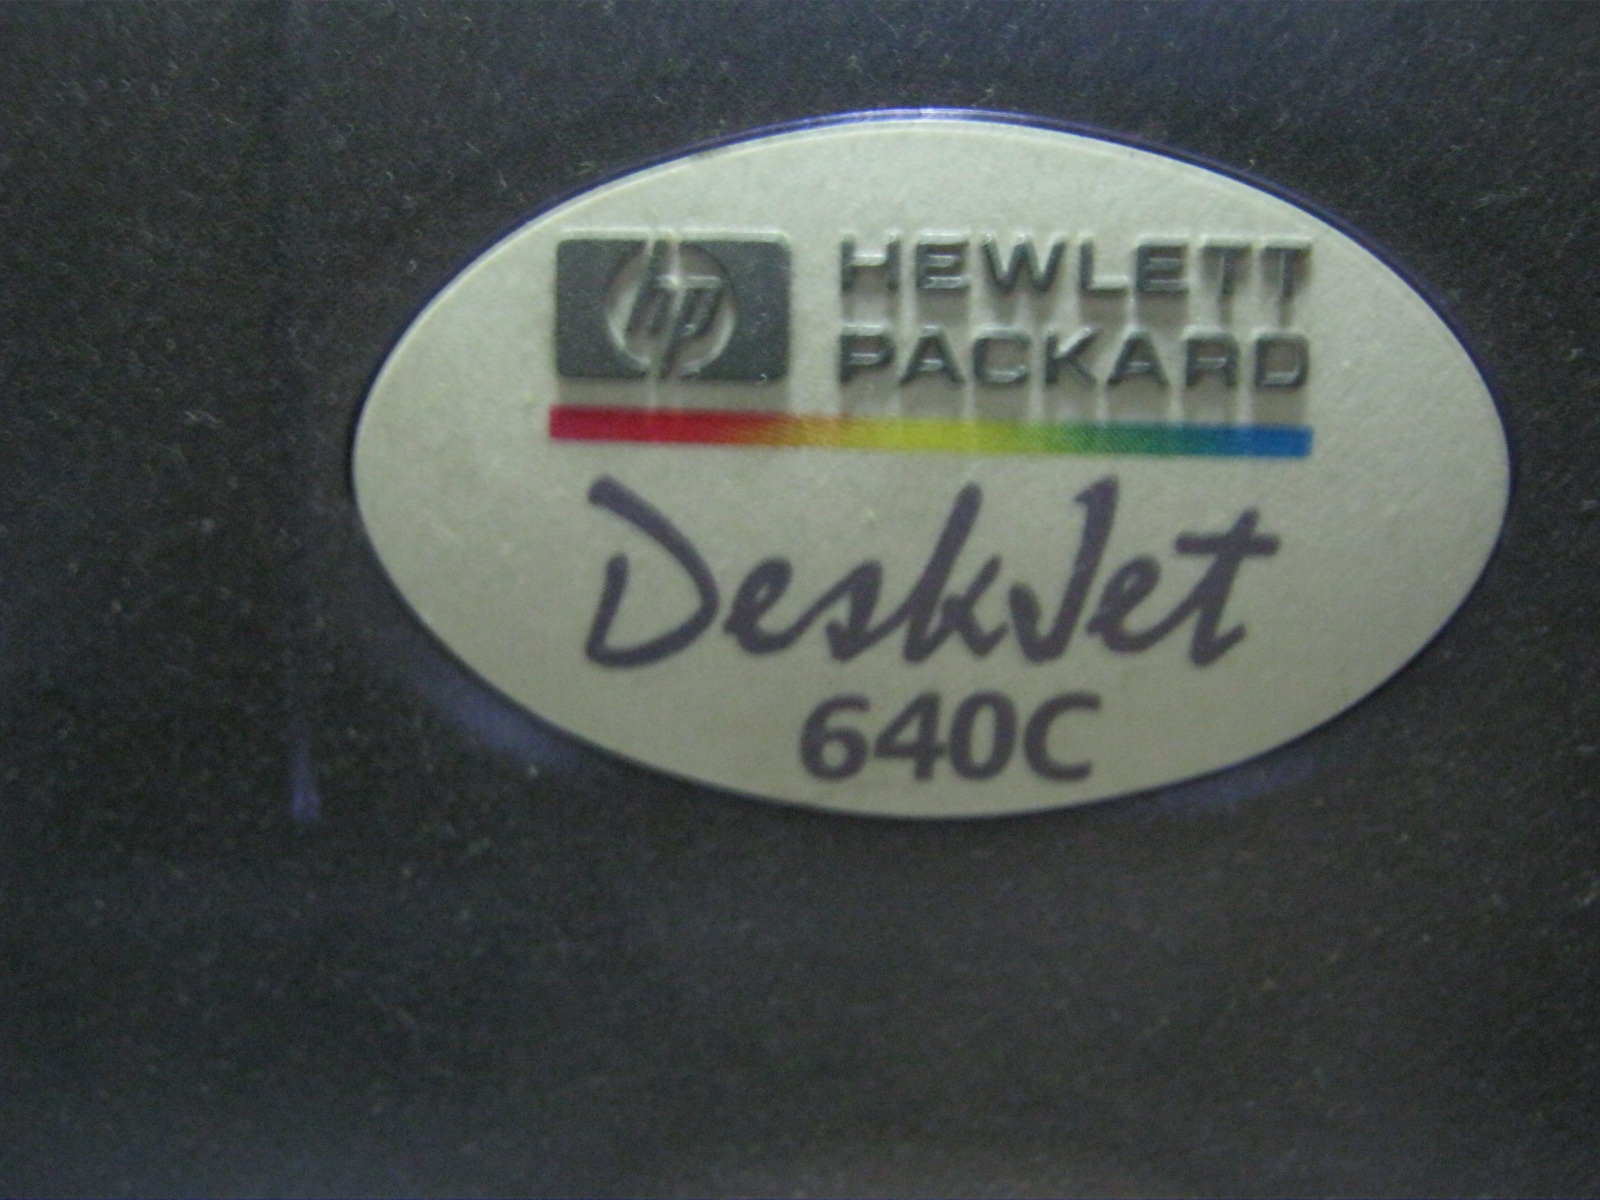 hp HEWLETT
PACKARD
DeskJet
640C